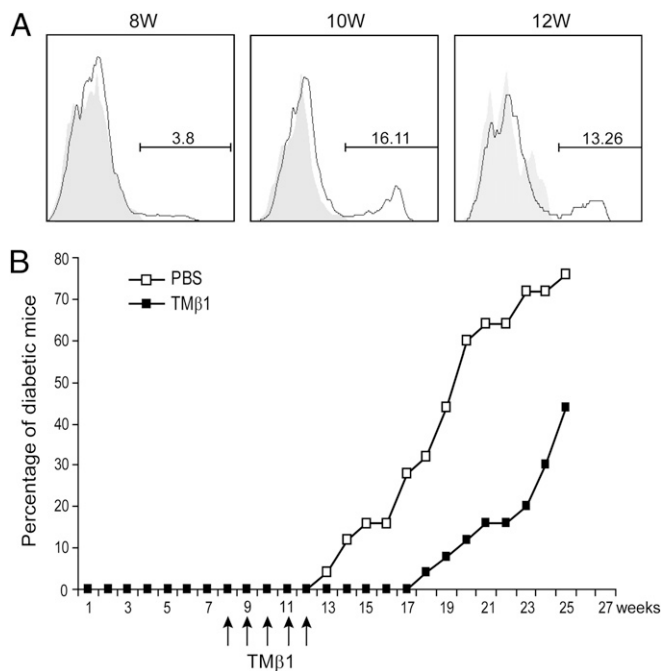 A
8W 10W 12W
3.8 16.11 13.26
B
80
70
60
50
40
30
20
10
0
Percentage of diabetic mice
PBS
TMβ1
1 3 5 7 9 11 13 15 17 19 21 23 25 27 weeks
TMβ1